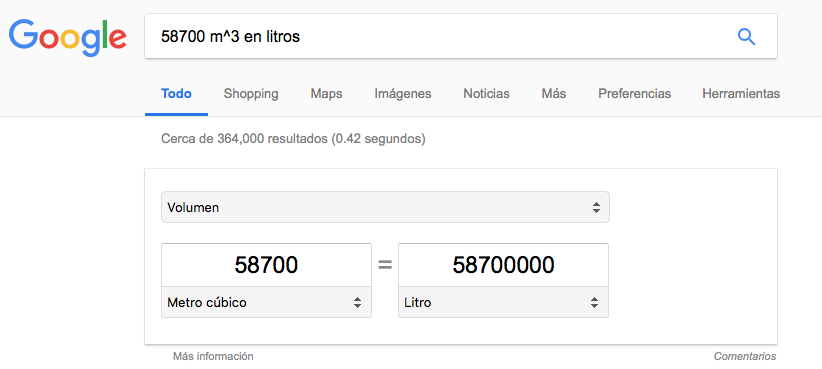 Google
58700 m^3 en litros
Todo Shopping Maps Imágenes Noticias Más Preferencias Herramientas
Cerca de 364,000 resultados (0.42 segundos)
Volumen
58700 = 58700000
Metro cúbico Litro
Más información Comentarios